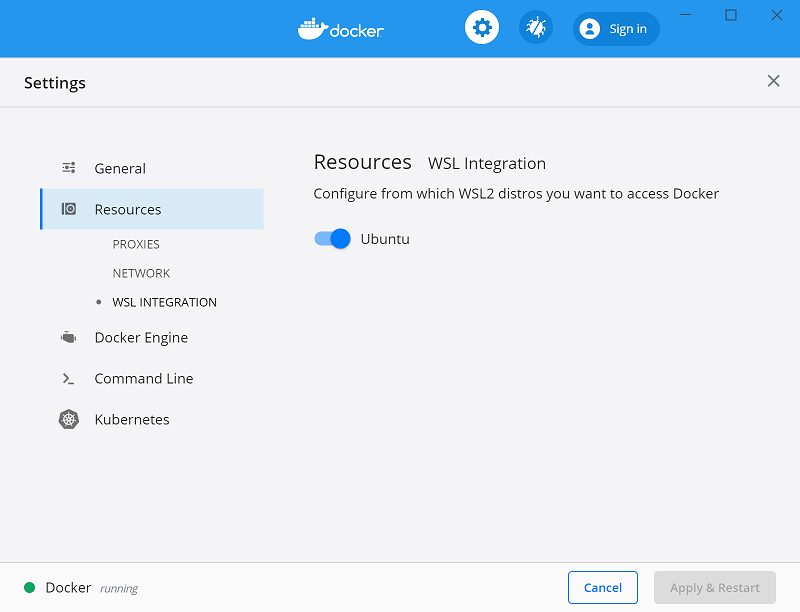 docker
Sign in
Settings
General
Resources
PROXIES
NETWORK
WSL INTEGRATION
Docker Engine
Command Line
Kubernetes
Resources WSL Integration
Configure from which WSL2 distros you want to access Docker
Ubuntu
Docker running
Cancel
Apply & Restart